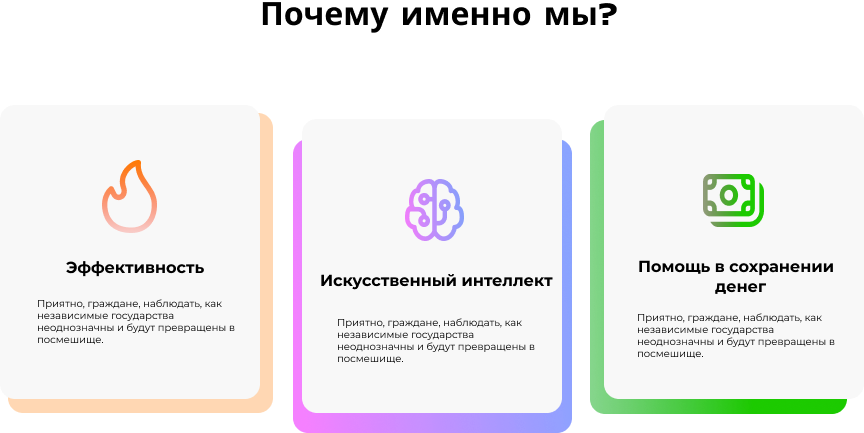 Почему именно мы?
Эффективность
Приятно, граждане, наблюдать, как
независимые государства
неоднозначны и будут превращены в
посмешище.
Искусственный интеллект
Приятно, граждане, наблюдать, как
независимые государства
неоднозначны и будут превращены в
посмешище.
Помощь в сохранении
денег
Приятно, граждане, наблюдать, как
независимые государства
неоднозначны и будут превращены в
посмешище.